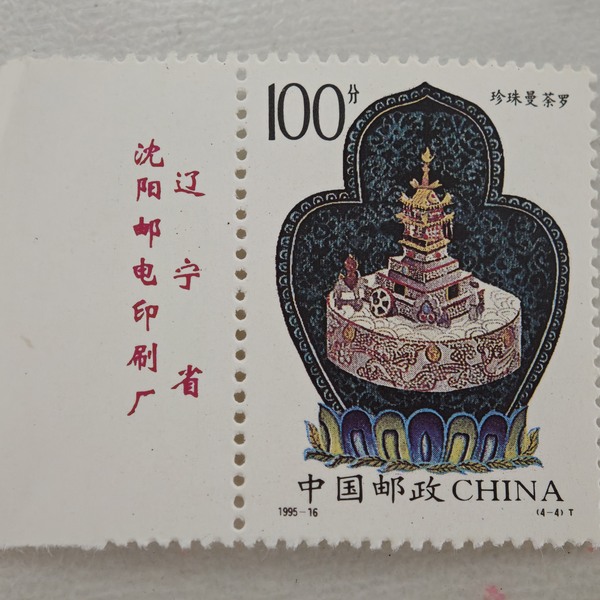 辽宁省
沈阳邮电印刷厂
100分
珍珠曼荼罗
中国邮政CHINA
1995-16
(4-4)T